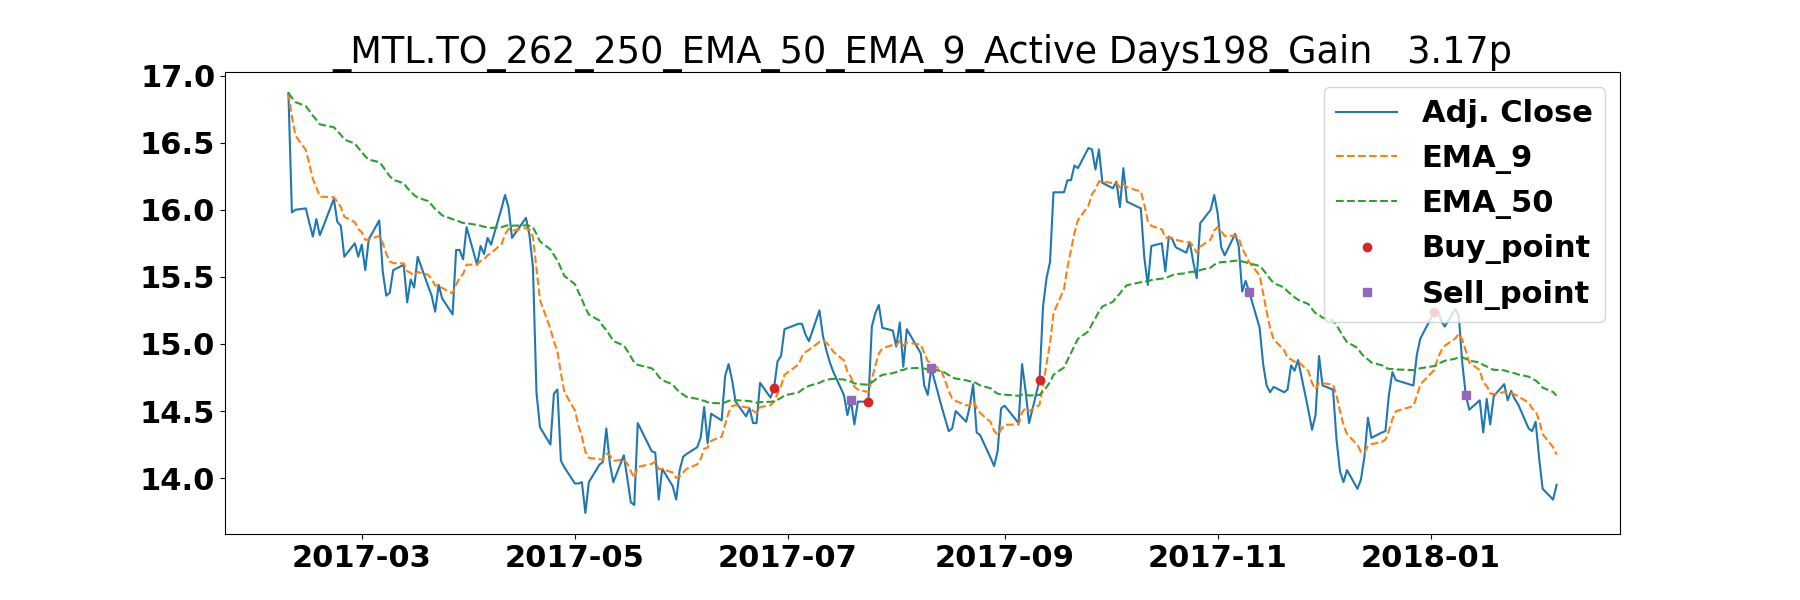 _MTL.TO_262_250_EMA_50_EMA_9_Active Days198_Gain   3.17p
17.0
16.5
16.0
15.5
15.0
14.5
14.0
Adj. Close
EMA_9
EMA_50
Buy_point
Sell_point
2017-03 2017-05 2017-07 2017-09 2017-11 2018-01